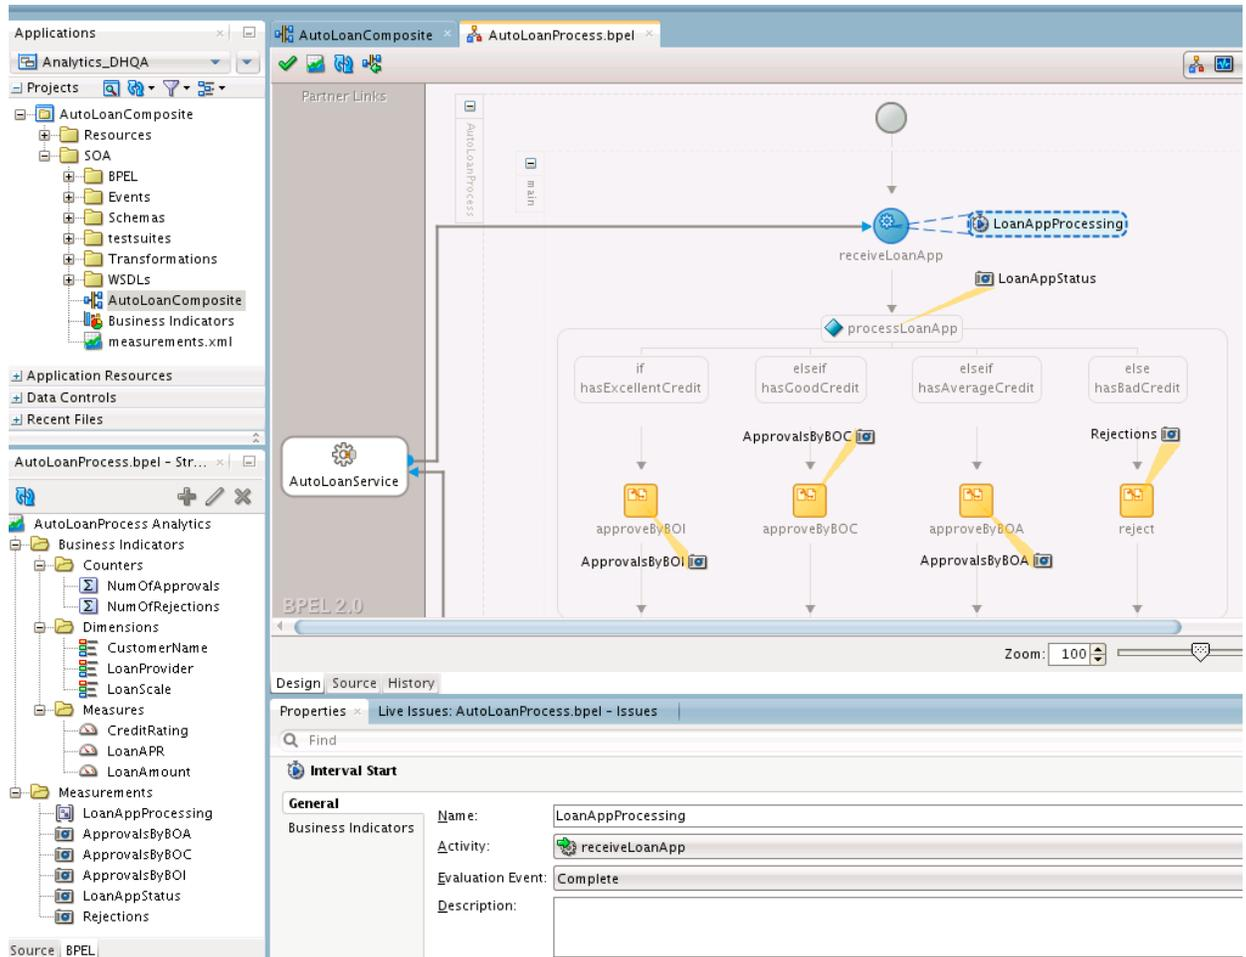 Applications
Analytics_DHQA
Projects
AutoLoanComposite
Resources
SOA
BPEL
Events
Schemas
testsuites
Transformations
WSDLs
AutoLoanComposite
Business Indicators
measurements.xml
Application Resources
Data Controls
Recent Files
AutoLoanProcess.bpel - Str...
AutoLoanProcess Analytics
Business Indicators
Counters
NumOfApprovals
NumOfRejections
Dimensions
CustomerName
LoanProvider
LoanScale
Measures
CreditRating
LoanAPR
LoanAmount
Measurements
LoanAppProcessing
ApprovalsByBOA
ApprovalsByBOC
ApprovalsByBOI
LoanAppStatus
Rejections
Source BPEL
AutoLoanComposite AutoLoanProcess.bpel
Partner Links
AutoLoanProcess
main
LoanAppProcessing
receiveLoanApp
LoanAppStatus
processLoanApp
if
hasExcellentCredit
elseif
hasGoodCredit
elseif
hasAverageCredit
else
hasBadCredit
ApprovalsByBOC
Rejections
AutoLoanService
approveByBOI
approveByBOC
approveByBOA
reject
ApprovalsByBOI
ApprovalsByBOA
BPEL 2.0
Zoom: 100
Design Source History
Properties Live Issues: AutoLoanProcess.bpel - Issues
Find
Interval Start
General
Business Indicators
Name: LoanAppProcessing
Activity: receiveLoanApp
Evaluation Event: Complete
Description: